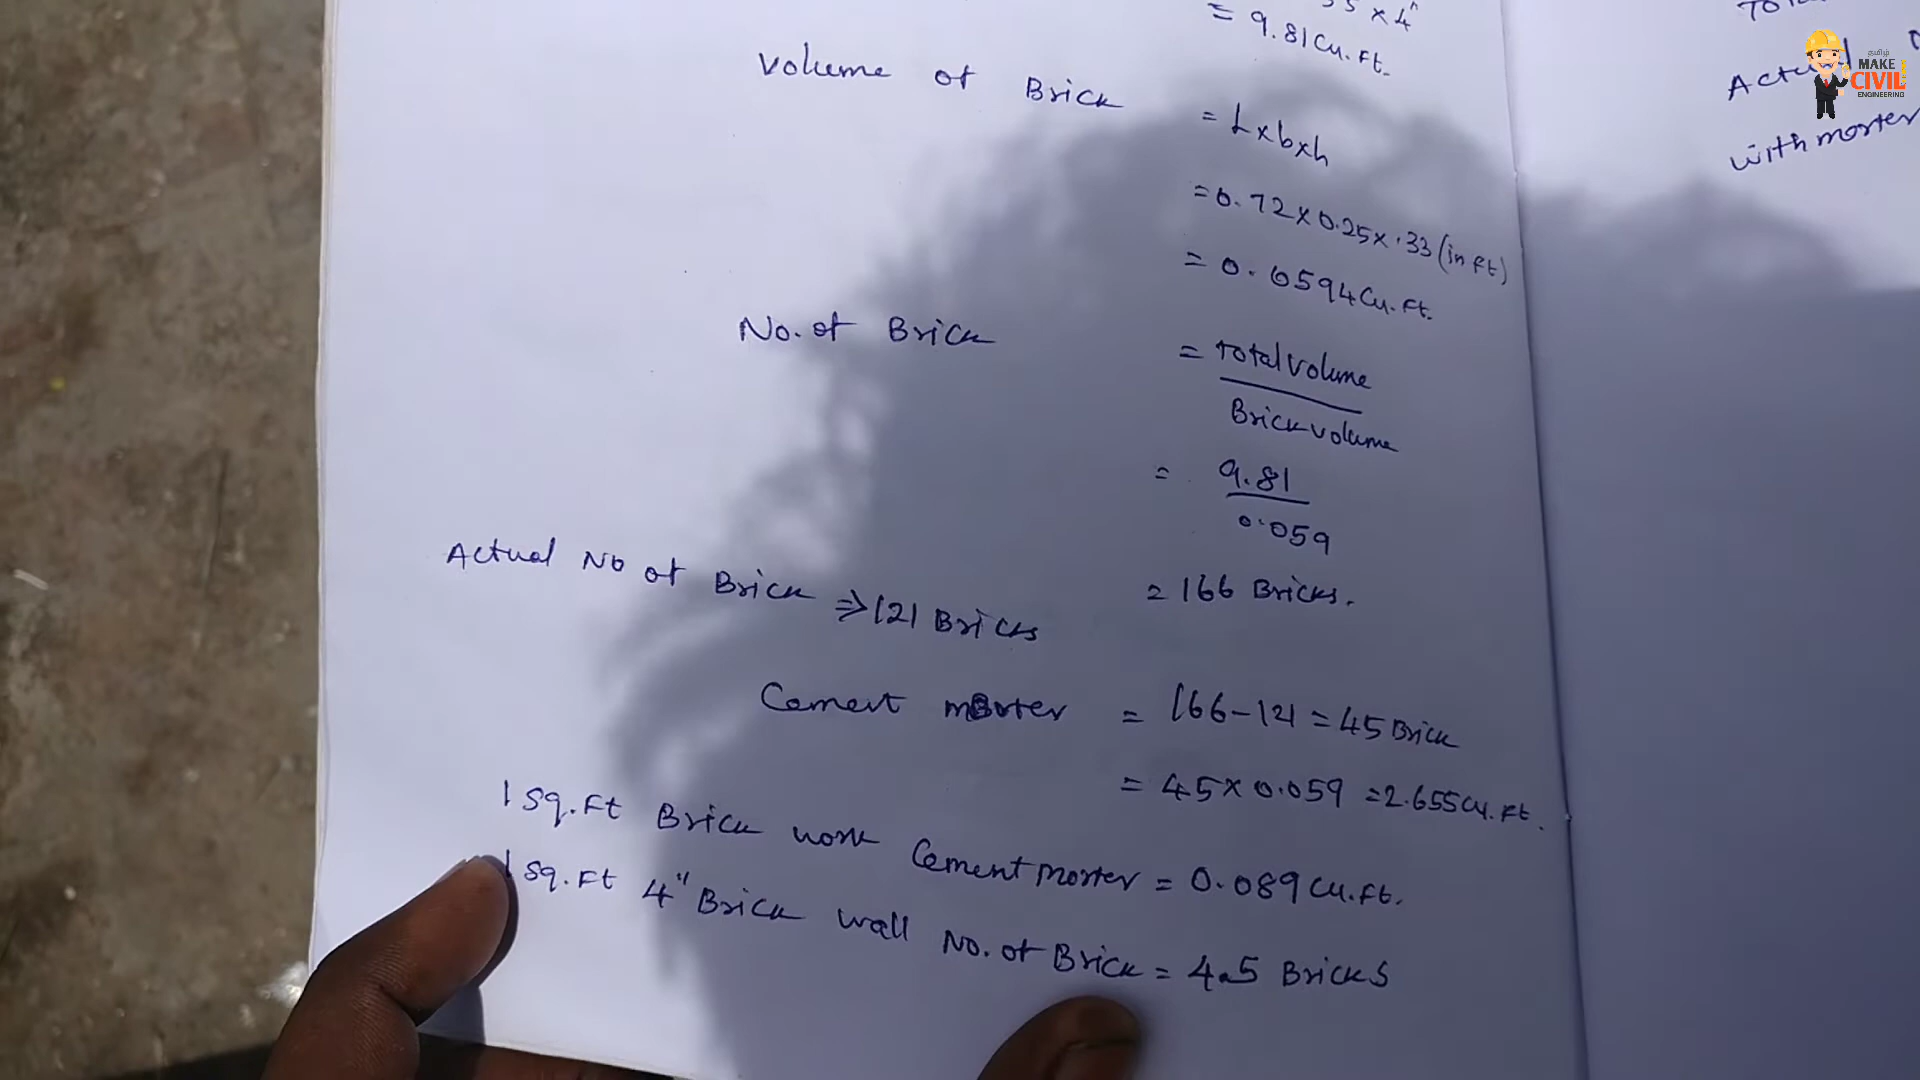 5 x 4"
= 9.81 Cu.Ft.
Volume of Brick = L x b x h
= 0.72 x 0.25 x .33 (in ft)
= 0.0594 Cu.Ft.
No. of Brick = Total Volume
Brick volume
= 9.81
0.059
= 166 Bricks.
Actual No of Brick ⇒ 121 Bricks
Cement morter = 166 - 121 = 45 Brick
= 45 x 0.059 = 2.655 Cu.Ft.
1 Sq.Ft Brick work Cement morter = 0.089 Cu.ft.
1 Sq.Ft 4" Brick wall No. of Brick = 4.5 Bricks
Actual
with morter
தமிழ்
MAKE
CIVIL
ENGINEERING